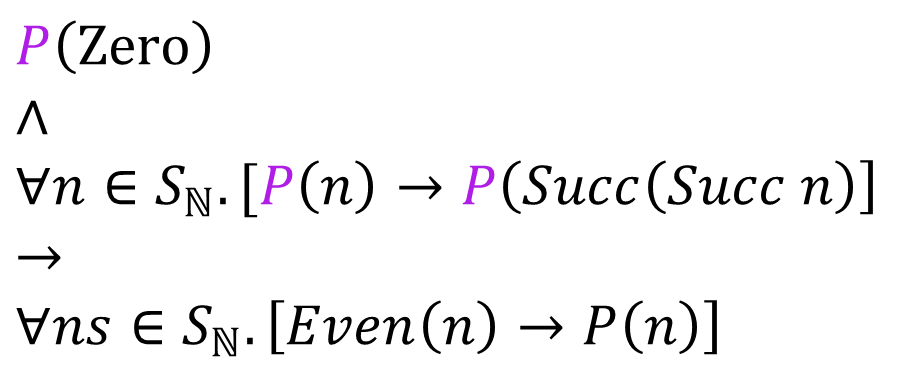 P(Zero)
∧
∀n ∈ S_ℕ. [P(n) → P(Succ(Succ n)]
→
∀ns ∈ S_ℕ. [Even(n) → P(n)]